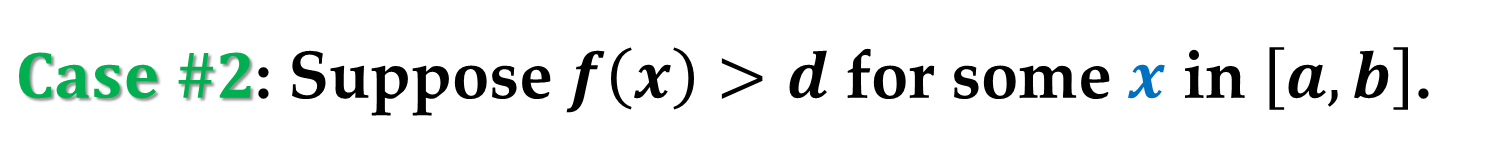 Case #2: Suppose f(x) > d for some x in [a, b].